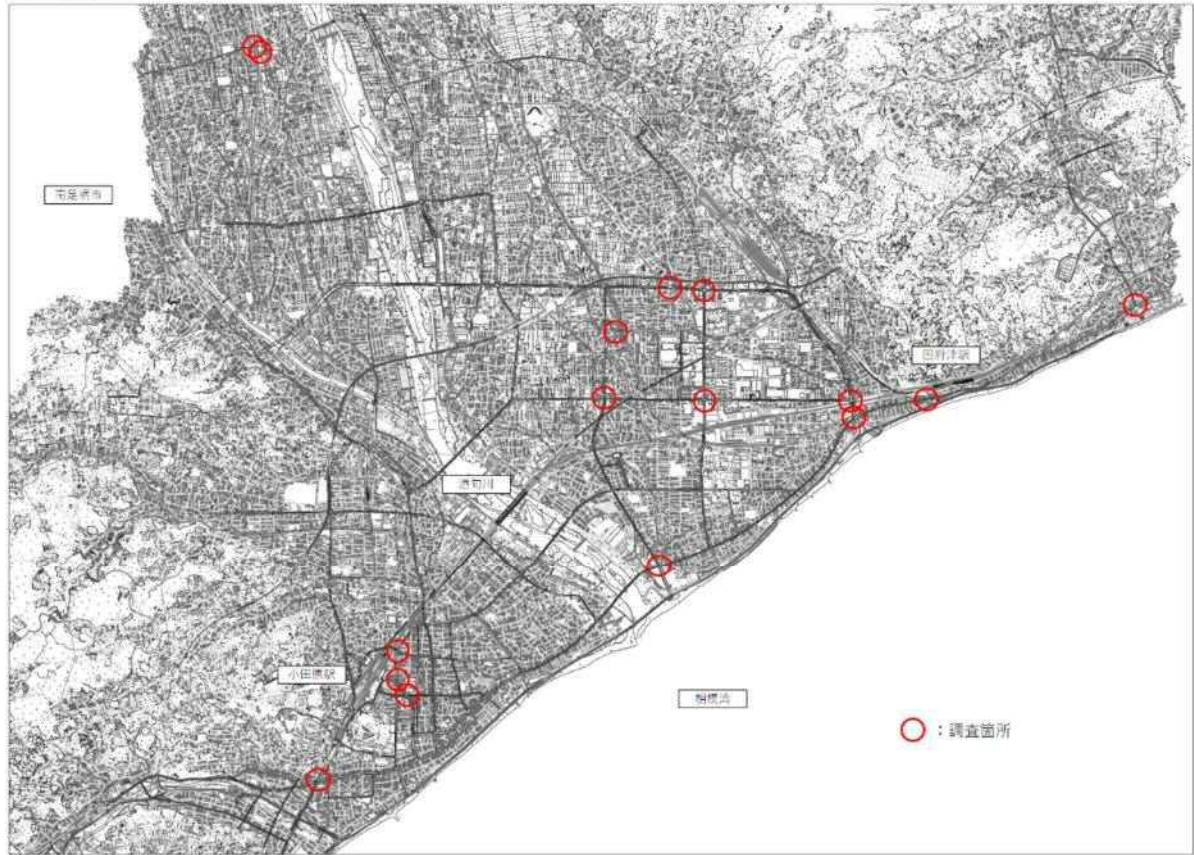 南足柄市
国府津駅
酒匂川
小田原駅
相模湾
：調査箇所